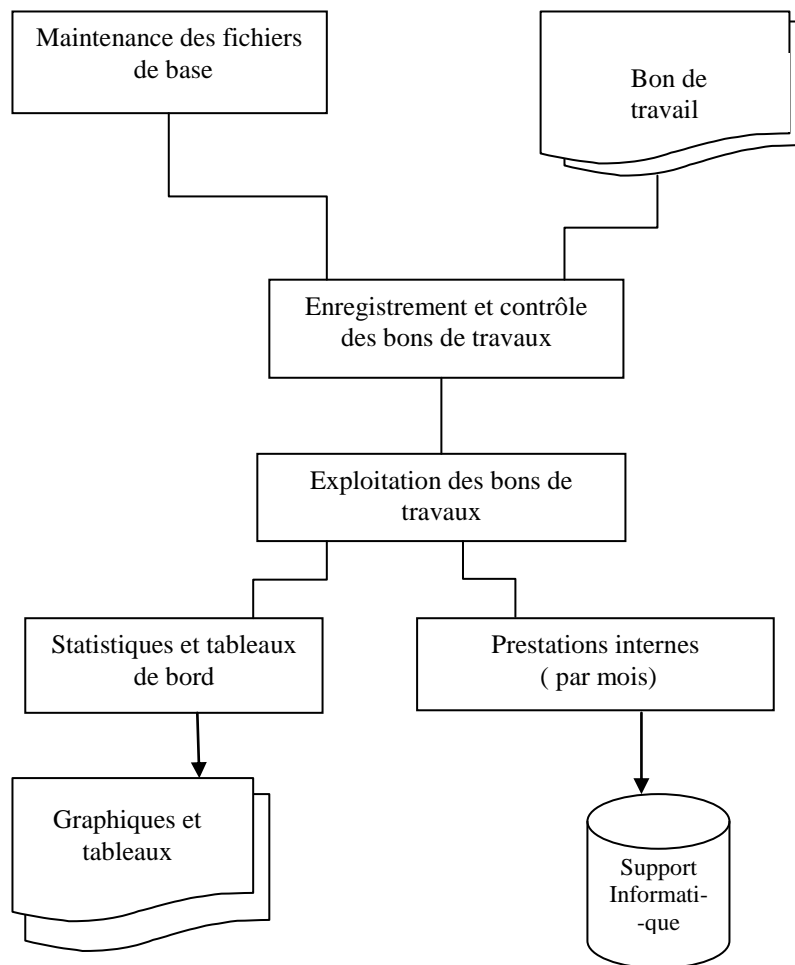 Maintenance des fichiers
de base
Bon de
travail
Enregistrement et contrôle
des bons de travaux
Exploitation des bons de
travaux
Statistiques et tableaux
de bord
Prestations internes
( par mois)
Graphiques et
tableaux
Support
Informati-
-que